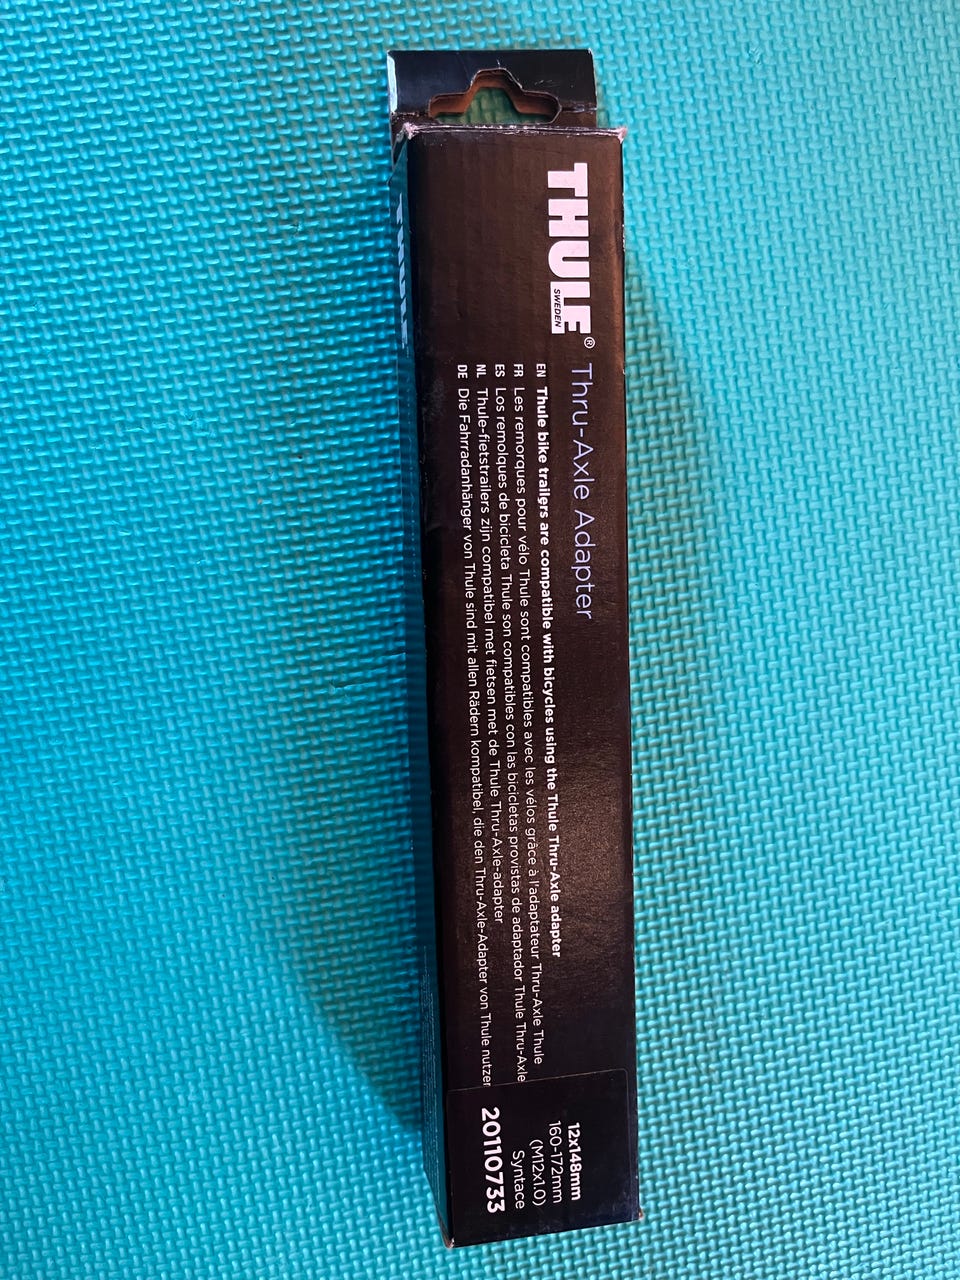 THULE®
SWEDEN
Thru-Axle Adapter
EN Thule bike trailers are compatible with bicycles using the Thule Thru-Axle adapter
FR Les remorques pour vélo Thule sont compatibles avec les vélos grâce à l'adaptateur Thru-Axle Thule
ES Los remolques de bicicleta Thule son compatibles con las bicicletas provistas de adaptador Thule Thru-Axle
NL Thule-fietstrailers zijn compatibel met fietsen met de Thule Thru-Axle-adapter
DE Die Fahrradanhänger von Thule sind mit allen Rädern kompatibel, die den Thru-Axle-Adapter von Thule nutzen
12x148mm
160-172mm
(M12x1.0)
Syntace
20110733
THULE